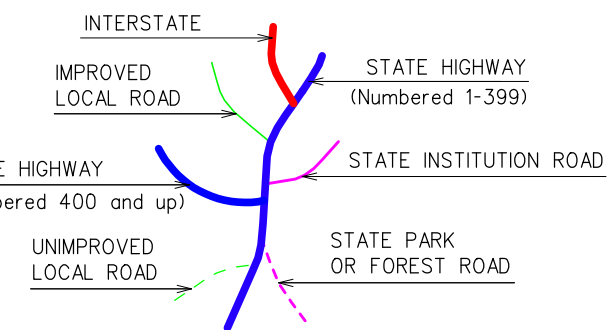 INTERSTATE
IMPROVED
LOCAL ROAD
STATE HIGHWAY
(Numbered 1-399)
HIGHWAY
400 and up)
STATE INSTITUTION ROAD
UNIMPROVED
LOCAL ROAD
STATE PARK
OR FOREST ROAD